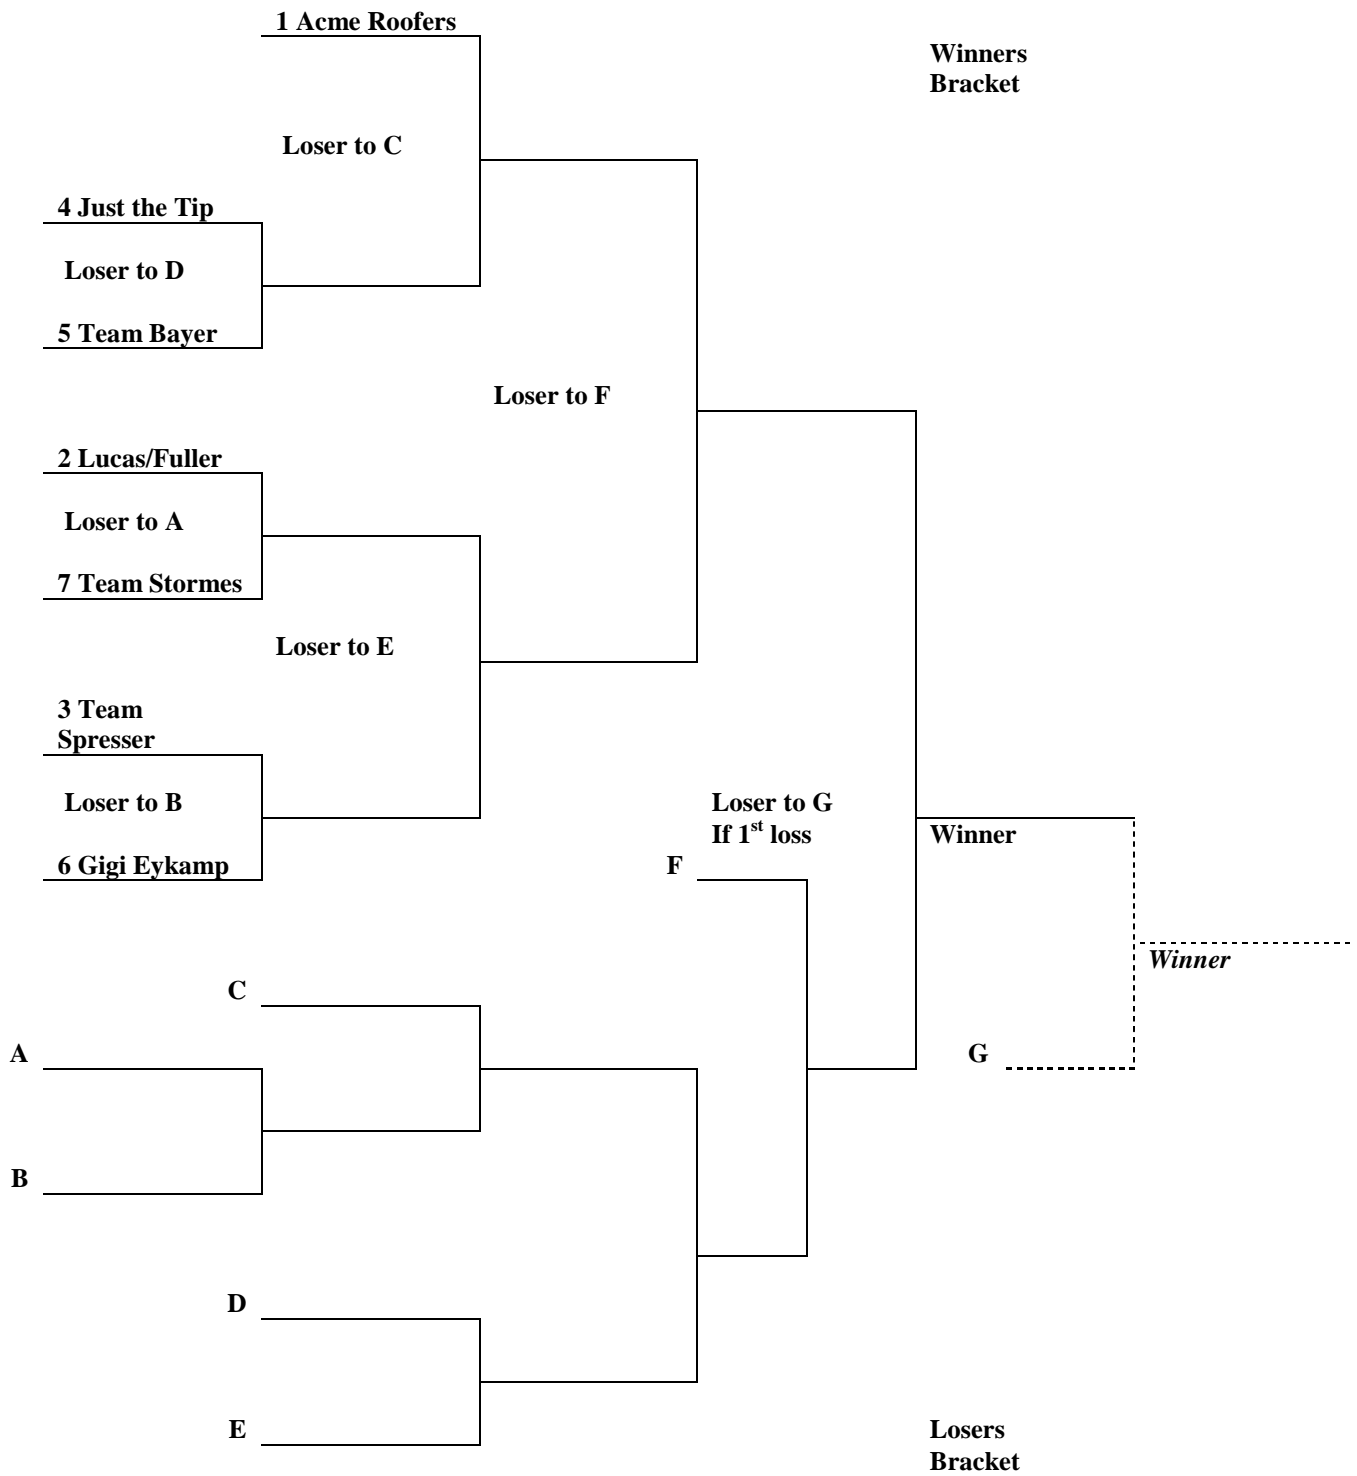 1 Acme Roofers
Winners
Bracket
Loser to C
4 Just the Tip
Loser to D
5 Team Bayer
Loser to F
2 Lucas/Fuller
Loser to A
7 Team Stormes
Loser to E
3 Team
Spresser
Loser to B
6 Gigi Eykamp
Loser to G
If 1st loss
Winner
F
Winner
C
A
G
B
D
E
Losers
Bracket